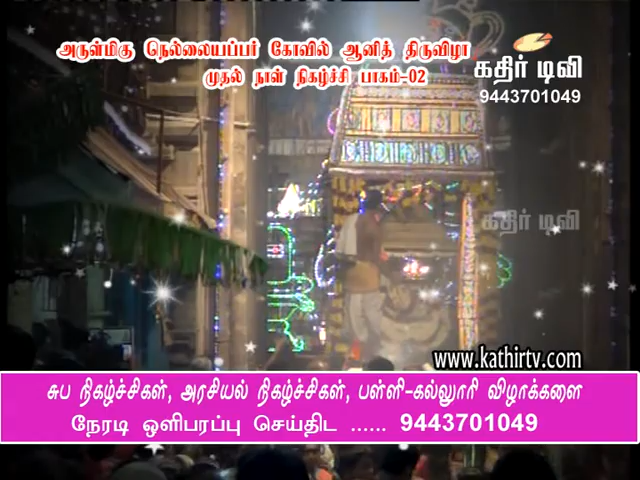 அருள்மிகு நெல்லையப்பர் கோவில் ஆனித் திருவிழா
முதல் நாள் நிகழ்ச்சி பாகம்-02
கதிர் டிவி
9443701049
கதிர் டிவி
www.kathirtv.com
சுப நிகழ்ச்சிகள், அரசியல் நிகழ்ச்சிகள், பள்ளி-கல்லூரி விழாக்களை
நேரடி ஒளிபரப்பு செய்திட ...... 9443701049